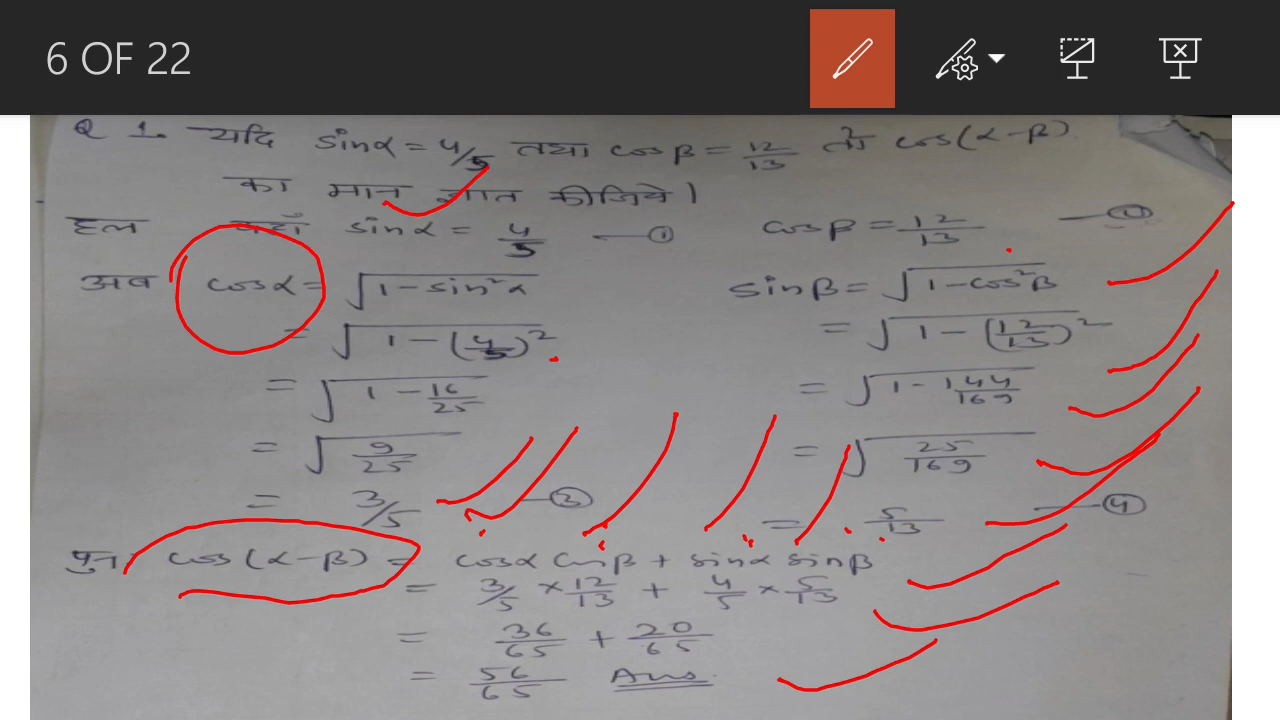 6 OF 22
Q 1. यदि sinα = 4/5 तथा cosβ = 12/13 तो cos(α-β)
का मान ज्ञात कीजिये।
हल यहाँ sinα = 4/5 —① cosβ = 12/13 —②
अब cosα = √1-sin²α sinβ = √1-cos²β
= √1-(4/5)² = √1-(12/13)²
= √1-16/25 = √1-144/169
= √9/25 = √25/169
= 3/5 —③ = 5/13 —④
पुनः cos(α-β) = cosα cosβ + sinα sinβ
= 3/5 × 12/13 + 4/5 × 5/13
= 36/65 + 20/65
= 56/65 Ans.